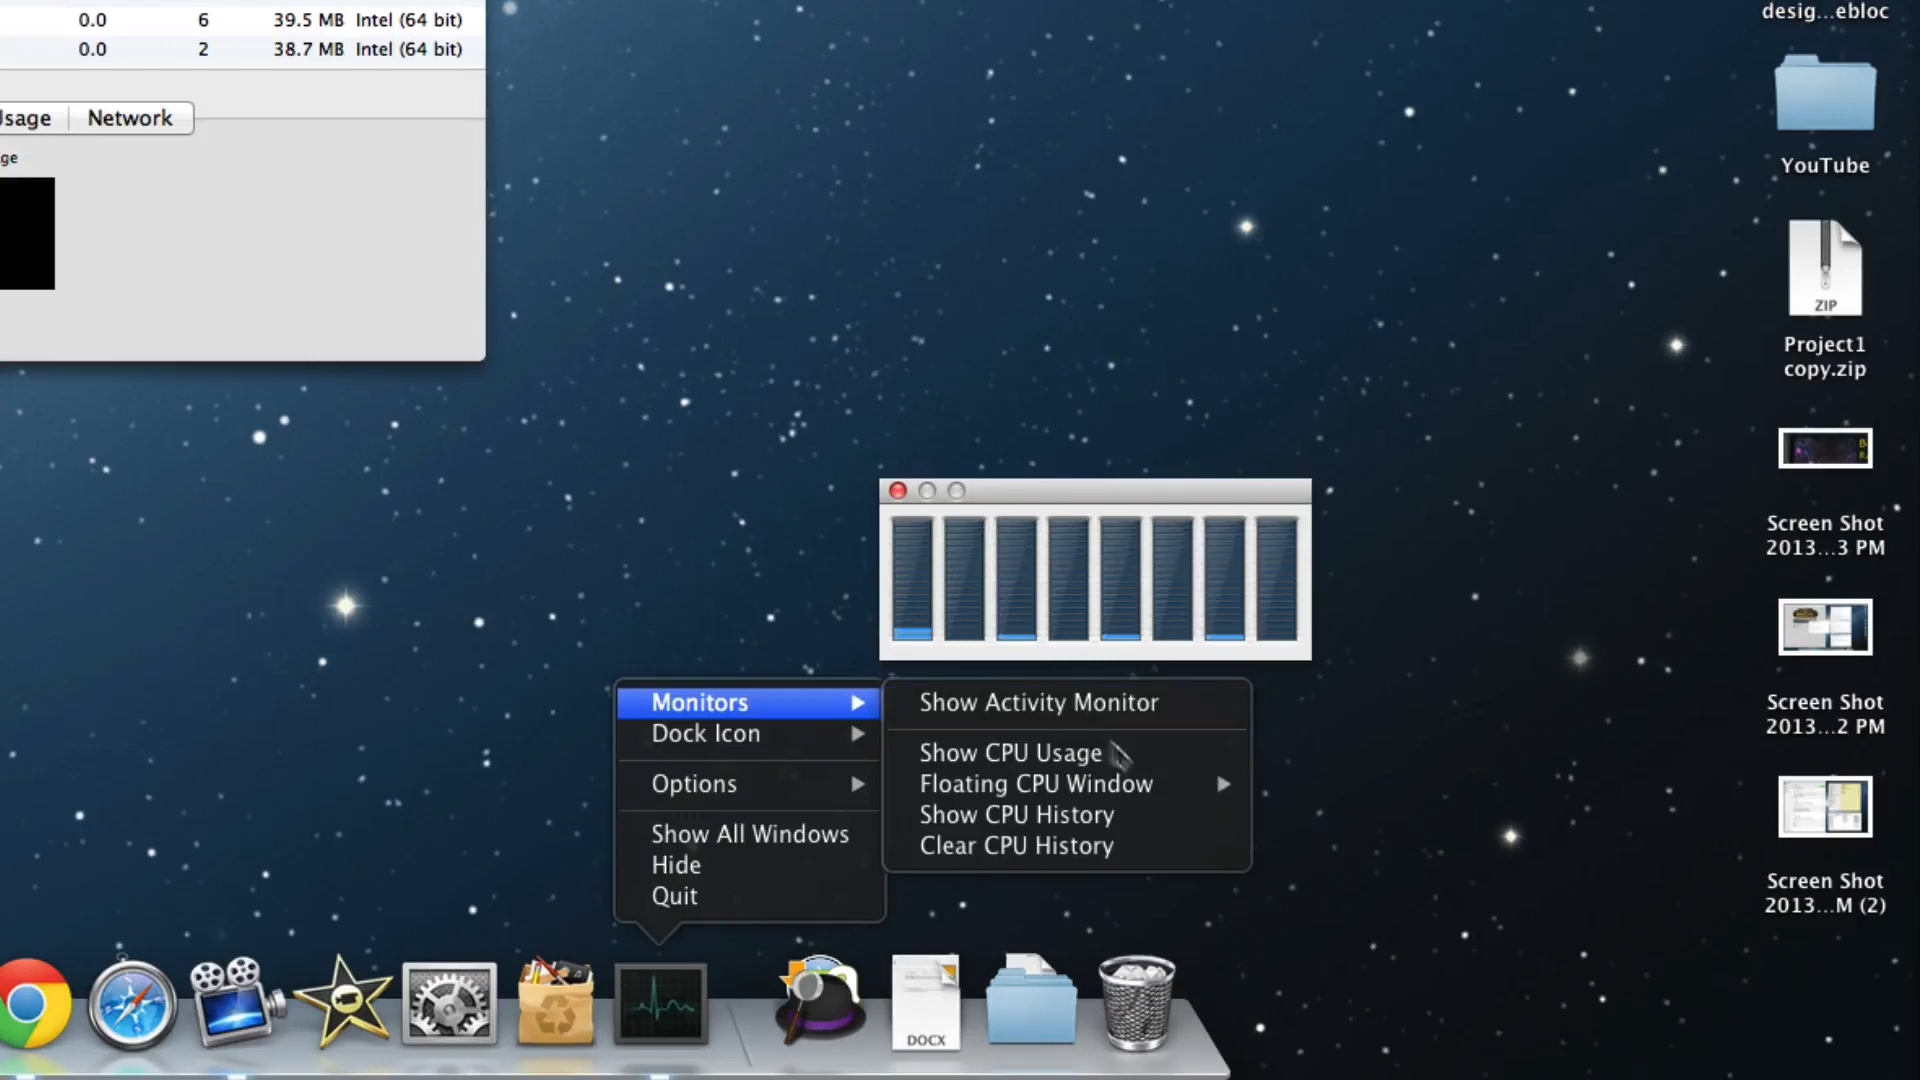 0.0 6 39.5 MB Intel (64 bit)
0.0 2 38.7 MB Intel (64 bit)
Usage Network
ge
desig...ebloc
YouTube
ZIP
Project1
copy.zip
Screen Shot
2013...3 PM
Screen Shot
2013...2 PM
Screen Shot
2013...M (2)
Monitors
Dock Icon
Options
Show All Windows
Hide
Quit
Show Activity Monitor
Show CPU Usage
Floating CPU Window
Show CPU History
Clear CPU History
DOCX